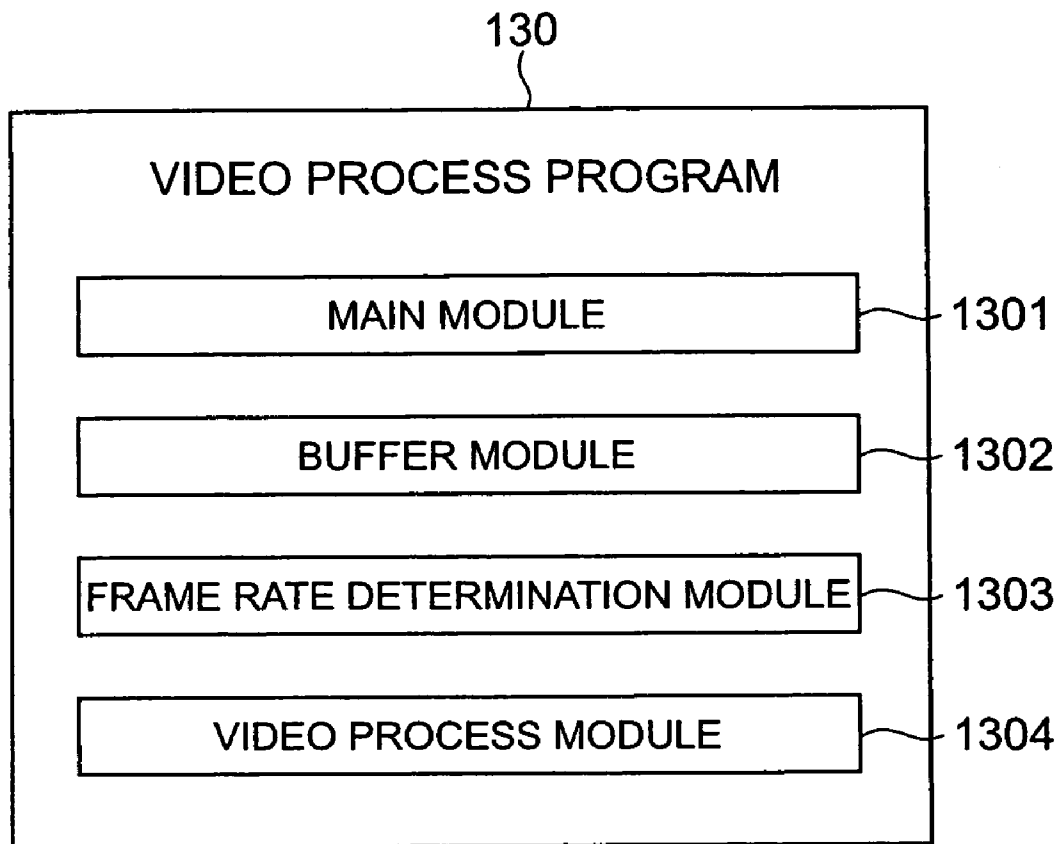 130
VIDEO PROCESS PROGRAM
MAIN MODULE 1301
BUFFER MODULE 1302
FRAME RATE DETERMINATION MODULE 1303
VIDEO PROCESS MODULE 1304